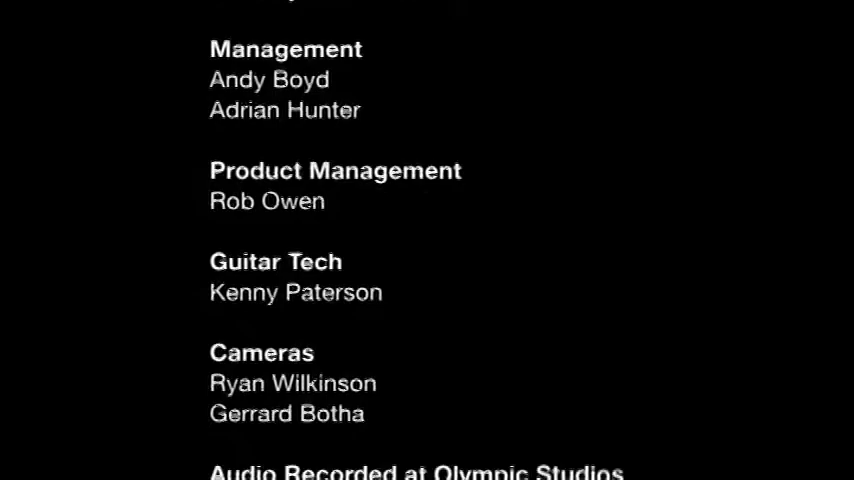 Management
Andy Boyd
Adrian Hunter
Product Management
Rob Owen
Guitar Tech
Kenny Paterson
Cameras
Ryan Wilkinson
Gerrard Botha
Audio Recorded at Olympic Studios